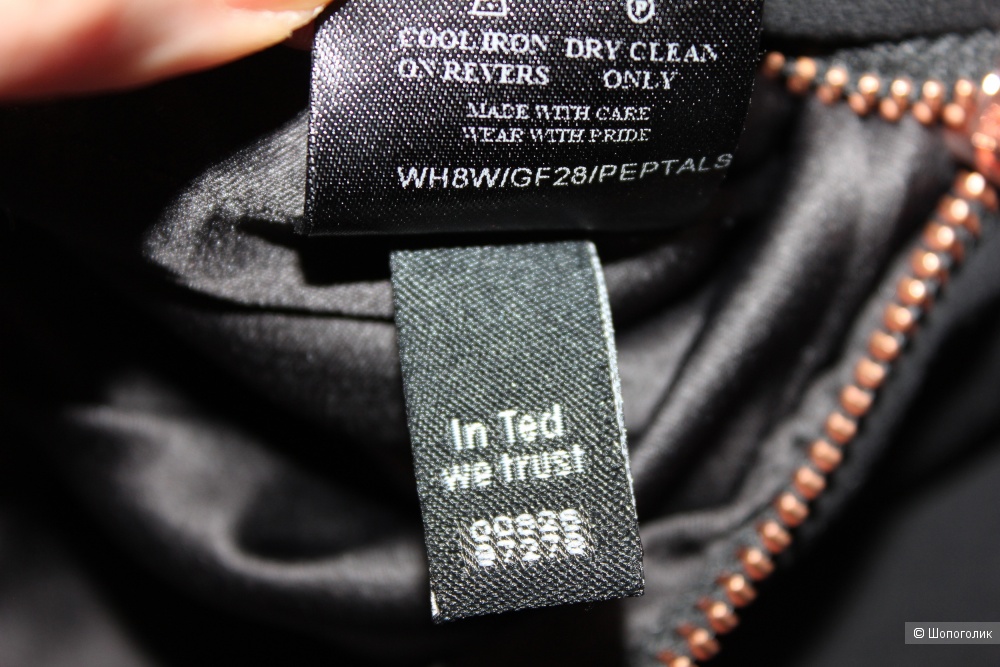 P
COOL IRON DRY CLEAN
ON REVERS ONLY
MADE WITH CARE
WEAR WITH PRIDE
WH8W/GF28/PEPTALS
In Ted
we trust
© Шопоголик